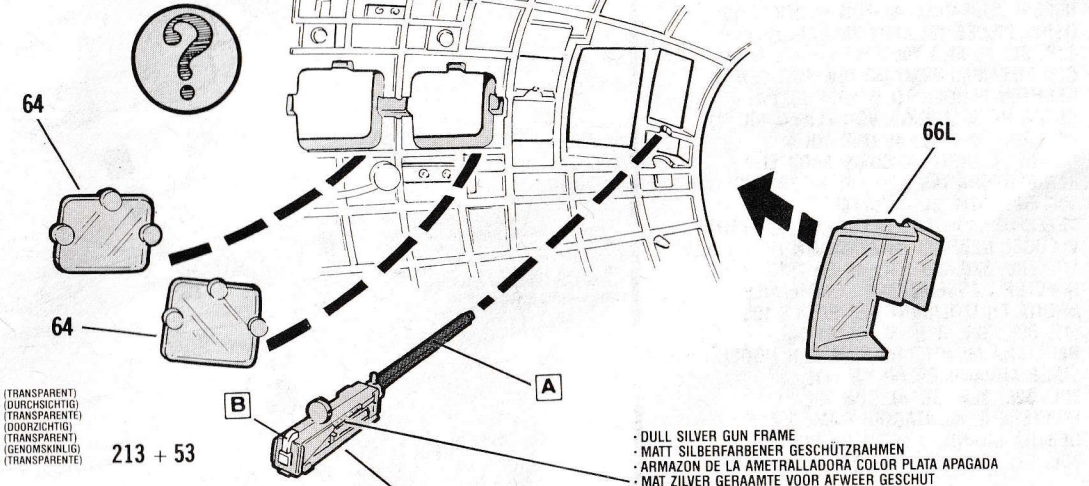 ?
64
66L
64
A
B
(TRANSPARENT)
(DURCHSICHTIG)
(TRANSPARENTE)
(DOORZICHTIG)
(TRANSPARENT)
(GENOMSKINLIG)
(TRANSPARENTE)
213 + 53
· DULL SILVER GUN FRAME
· MATT SILBERFARBENER GESCHÜTZRAHMEN
· ARMAZON DE LA AMETRALLADORA COLOR PLATA APAGADA
· MAT ZILVER GERAAMTE VOOR AFWEER GESCHUT